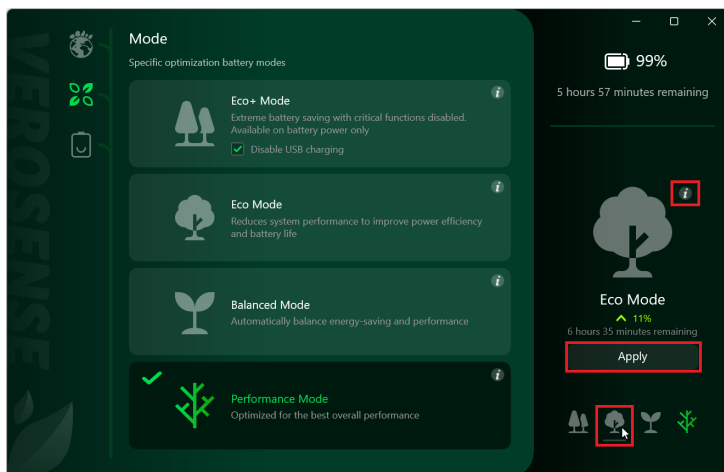 VEROSENSE
Mode
Specific optimization battery modes
Eco+ Mode
Extreme battery saving with critical functions disabled.
Available on battery power only
Disable USB charging
Eco Mode
Reduces system performance to improve power efficiency
and battery life
Balanced Mode
Automatically balance energy-saving and performance
Performance Mode
Optimized for the best overall performance
99%
5 hours 57 minutes remaining
Eco Mode
11%
6 hours 35 minutes remaining
Apply